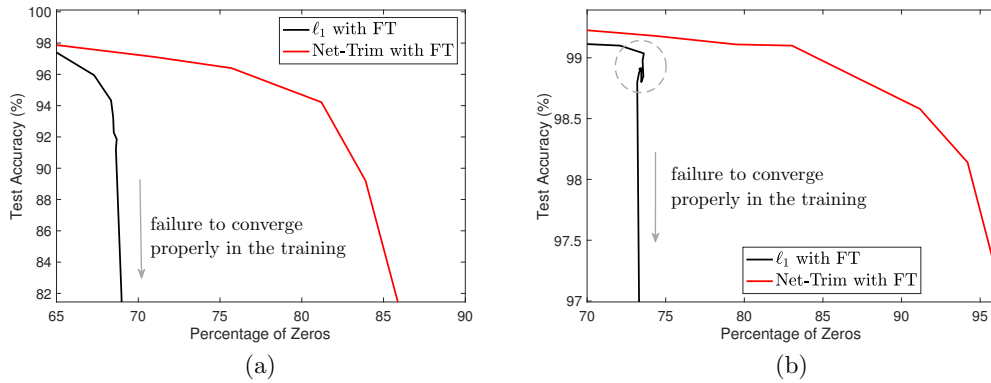 100
98
96
94
92
90
88
86
84
82
65
70
75
80
85
90
Test Accuracy (%)
Percentage of Zeros
ℓ₁ with FT
Net-Trim with FT
failure to converge
properly in the training
(a)
99
98.5
98
97.5
97
70
75
80
85
90
95
Test Accuracy (%)
Percentage of Zeros
failure to converge
properly in the training
ℓ₁ with FT
Net-Trim with FT
(b)